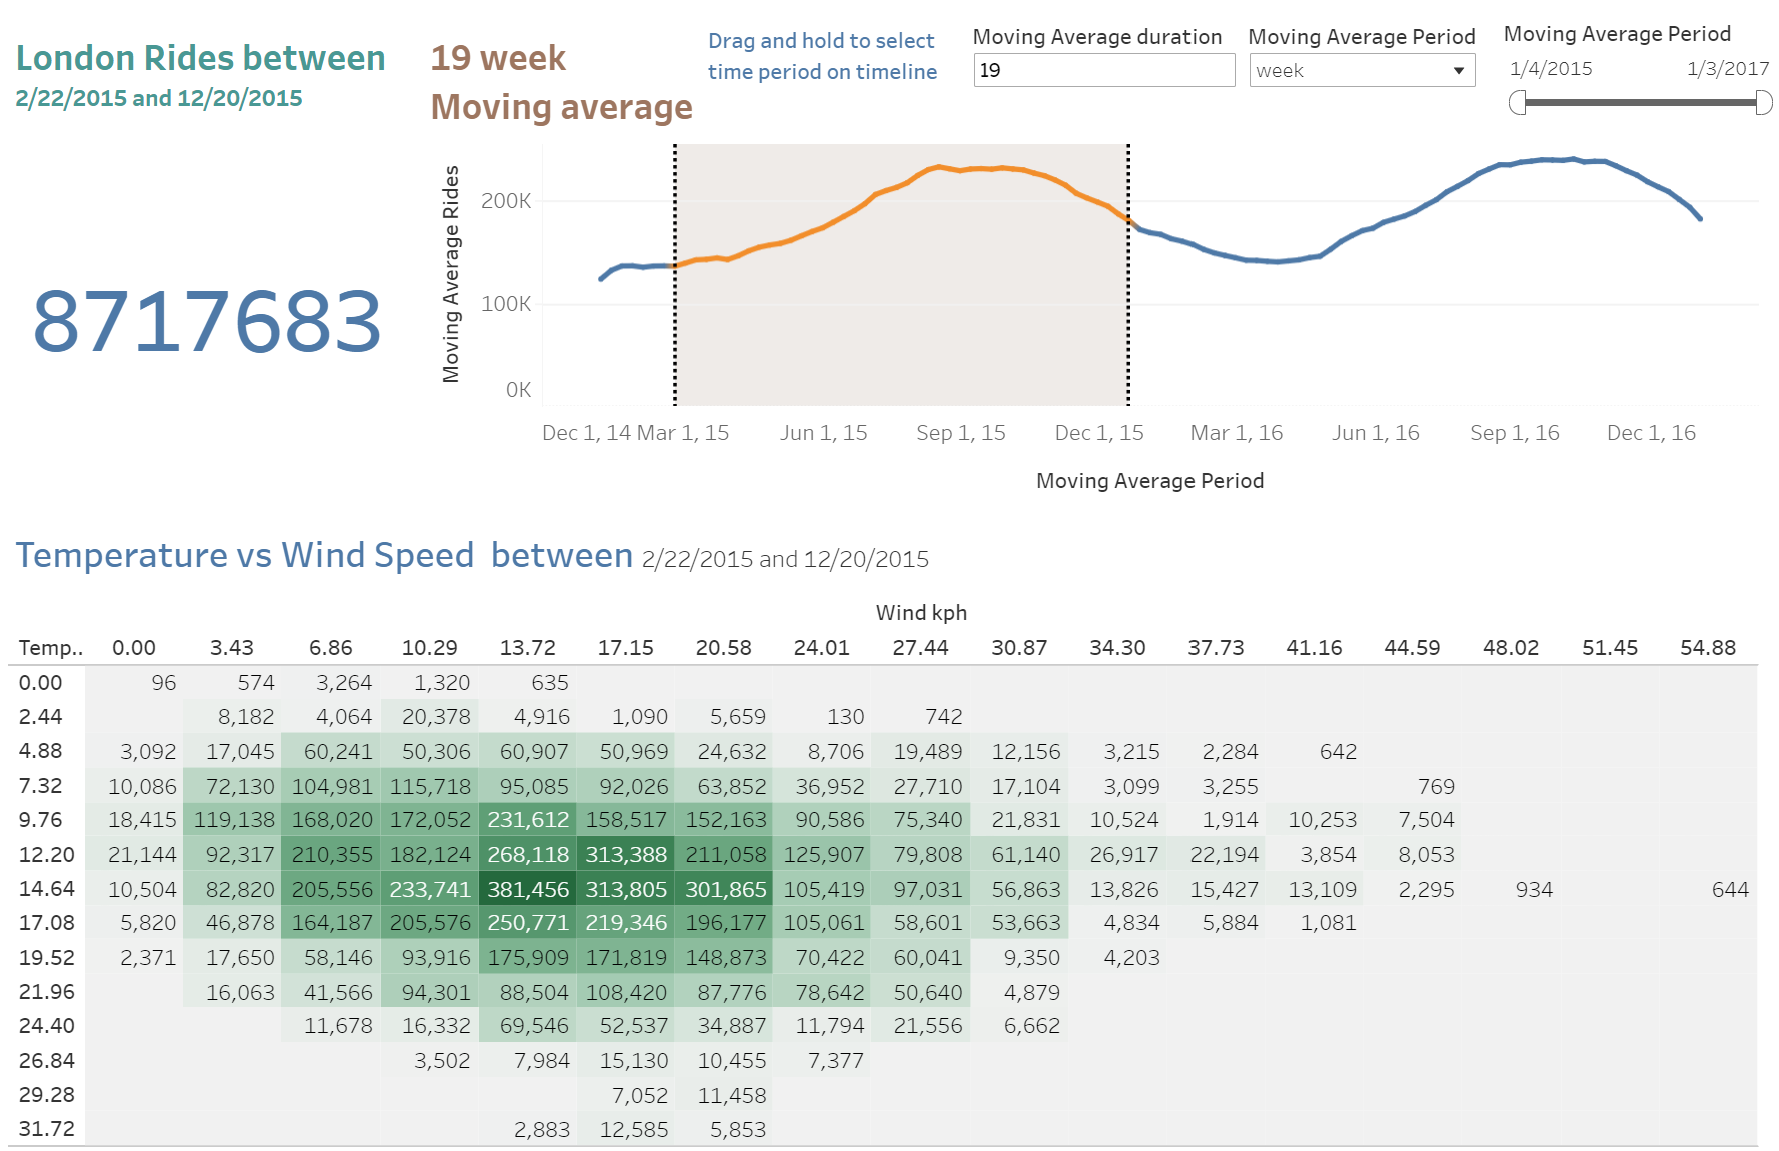 London Rides between
2/22/2015 and 12/20/2015
19 week
Moving average
Drag and hold to select
time period on timeline
Moving Average duration
19
Moving Average Period
week
Moving Average Period
1/4/2015 1/3/2017
8717683
Moving Average Rides
200K
100K
0K
Dec 1, 14 Mar 1, 15 Jun 1, 15 Sep 1, 15 Dec 1, 15 Mar 1, 16 Jun 1, 16 Sep 1, 16 Dec 1, 16
Moving Average Period
Temperature vs Wind Speed between 2/22/2015 and 12/20/2015
Wind kph
Temp.. 0.00 3.43 6.86 10.29 13.72 17.15 20.58 24.01 27.44 30.87 34.30 37.73 41.16 44.59 48.02 51.45 54.88
0.00 96 574 3,264 1,320 635
2.44 8,182 4,064 20,378 4,916 1,090 5,659 130 742
4.88 3,092 17,045 60,241 50,306 60,907 50,969 24,632 8,706 19,489 12,156 3,215 2,284 642
7.32 10,086 72,130 104,981 115,718 95,085 92,026 63,852 36,952 27,710 17,104 3,099 3,255 769
9.76 18,415 119,138 168,020 172,052 231,612 158,517 152,163 90,586 75,340 21,831 10,524 1,914 10,253 7,504
12.20 21,144 92,317 210,355 182,124 268,118 313,388 211,058 125,907 79,808 61,140 26,917 22,194 3,854 8,053
14.64 10,504 82,820 205,556 233,741 381,456 313,805 301,865 105,419 97,031 56,863 13,826 15,427 13,109 2,295 934 644
17.08 5,820 46,878 164,187 205,576 250,771 219,346 196,177 105,061 58,601 53,663 4,834 5,884 1,081
19.52 2,371 17,650 58,146 93,916 175,909 171,819 148,873 70,422 60,041 9,350 4,203
21.96 16,063 41,566 94,301 88,504 108,420 87,776 78,642 50,640 4,879
24.40 11,678 16,332 69,546 52,537 34,887 11,794 21,556 6,662
26.84 3,502 7,984 15,130 10,455 7,377
29.28 7,052 11,458
31.72 2,883 12,585 5,853